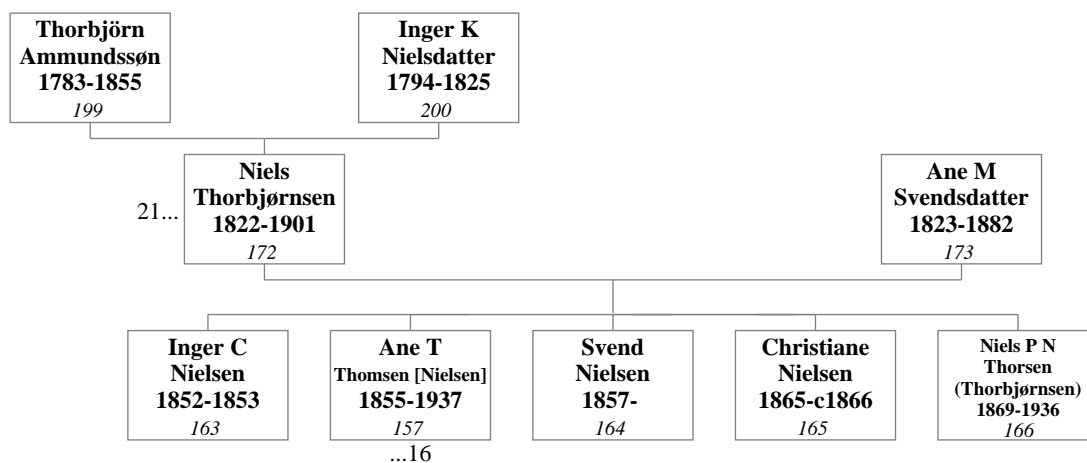 Thorbjörn
Ammundssøn
1783-1855
199
Inger K
Nielsdatter
1794-1825
200
21...
Niels
Thorbjørnsen
1822-1901
172
Ane M
Svendsdatter
1823-1882
173
Inger C
Nielsen
1852-1853
163
Ane T
Thomsen [Nielsen]
1855-1937
157
...16
Svend
Nielsen
1857-
164
Christiane
Nielsen
1865-c1866
165
Niels P N
Thorsen
(Thorbjørnsen)
1869-1936
166